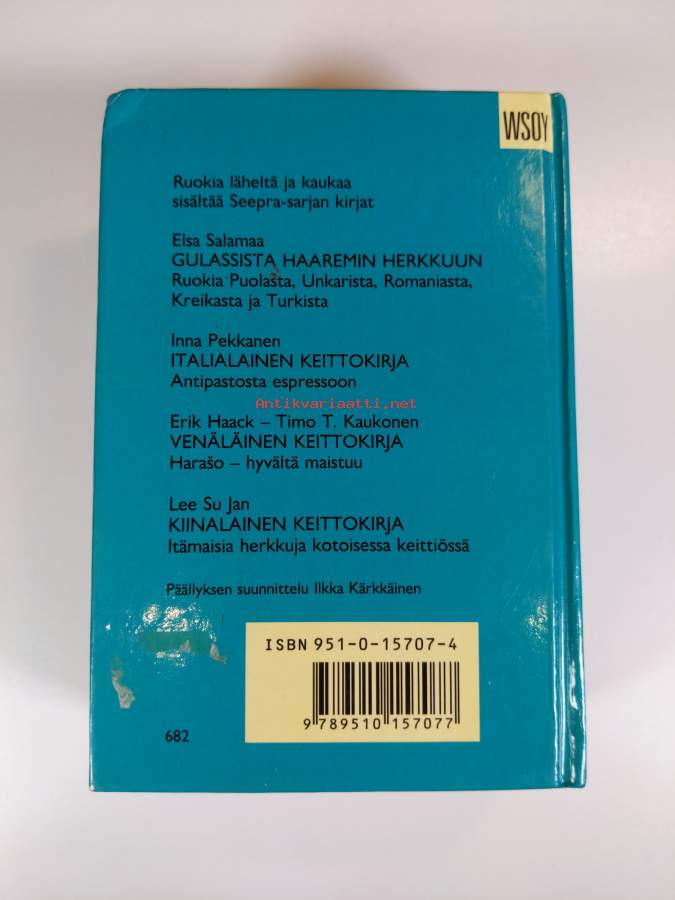 WSOY
Ruokia läheltä ja kaukaa
sisältää Seepra-sarjan kirjat
Elsa Salamaa
GULASSISTA HAAREMIN HERKKUUN
Ruokia Puolasta, Unkarista, Romaniasta,
Kreikasta ja Turkista
Inna Pekkanen
ITALIALAINEN KEITTOKIRJA
Antipastosta espressoon
Antikvariaatti.net
Erik Haack – Timo T. Kaukonen
VENÄLÄINEN KEITTOKIRJA
Harašo – hyvältä maistuu
Lee Su Jan
KIINALAINEN KEITTOKIRJA
Itämaisia herkkuja kotoisessa keittiössä
Päällyksen suunnittelu Ilkka Kärkkäinen
ISBN 951-0-15707-4
9 789510 157077
682